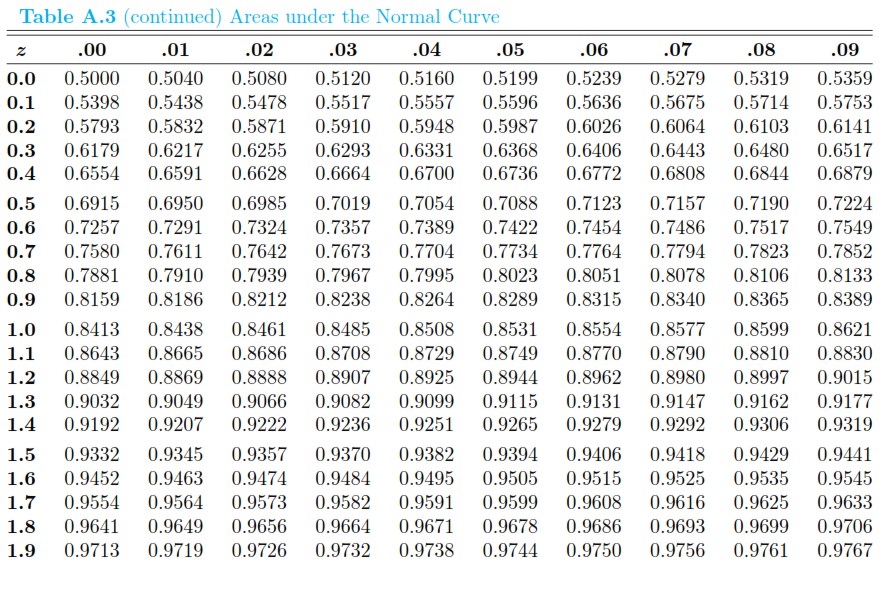 Table A.3 (continued) Areas under the Normal Curve
z .00 .01 .02 .03 .04 .05 .06 .07 .08 .09
0.0 0.5000 0.5040 0.5080 0.5120 0.5160 0.5199 0.5239 0.5279 0.5319 0.5359
0.1 0.5398 0.5438 0.5478 0.5517 0.5557 0.5596 0.5636 0.5675 0.5714 0.5753
0.2 0.5793 0.5832 0.5871 0.5910 0.5948 0.5987 0.6026 0.6064 0.6103 0.6141
0.3 0.6179 0.6217 0.6255 0.6293 0.6331 0.6368 0.6406 0.6443 0.6480 0.6517
0.4 0.6554 0.6591 0.6628 0.6664 0.6700 0.6736 0.6772 0.6808 0.6844 0.6879
0.5 0.6915 0.6950 0.6985 0.7019 0.7054 0.7088 0.7123 0.7157 0.7190 0.7224
0.6 0.7257 0.7291 0.7324 0.7357 0.7389 0.7422 0.7454 0.7486 0.7517 0.7549
0.7 0.7580 0.7611 0.7642 0.7673 0.7704 0.7734 0.7764 0.7794 0.7823 0.7852
0.8 0.7881 0.7910 0.7939 0.7967 0.7995 0.8023 0.8051 0.8078 0.8106 0.8133
0.9 0.8159 0.8186 0.8212 0.8238 0.8264 0.8289 0.8315 0.8340 0.8365 0.8389
1.0 0.8413 0.8438 0.8461 0.8485 0.8508 0.8531 0.8554 0.8577 0.8599 0.8621
1.1 0.8643 0.8665 0.8686 0.8708 0.8729 0.8749 0.8770 0.8790 0.8810 0.8830
1.2 0.8849 0.8869 0.8888 0.8907 0.8925 0.8944 0.8962 0.8980 0.8997 0.9015
1.3 0.9032 0.9049 0.9066 0.9082 0.9099 0.9115 0.9131 0.9147 0.9162 0.9177
1.4 0.9192 0.9207 0.9222 0.9236 0.9251 0.9265 0.9279 0.9292 0.9306 0.9319
1.5 0.9332 0.9345 0.9357 0.9370 0.9382 0.9394 0.9406 0.9418 0.9429 0.9441
1.6 0.9452 0.9463 0.9474 0.9484 0.9495 0.9505 0.9515 0.9525 0.9535 0.9545
1.7 0.9554 0.9564 0.9573 0.9582 0.9591 0.9599 0.9608 0.9616 0.9625 0.9633
1.8 0.9641 0.9649 0.9656 0.9664 0.9671 0.9678 0.9686 0.9693 0.9699 0.9706
1.9 0.9713 0.9719 0.9726 0.9732 0.9738 0.9744 0.9750 0.9756 0.9761 0.9767